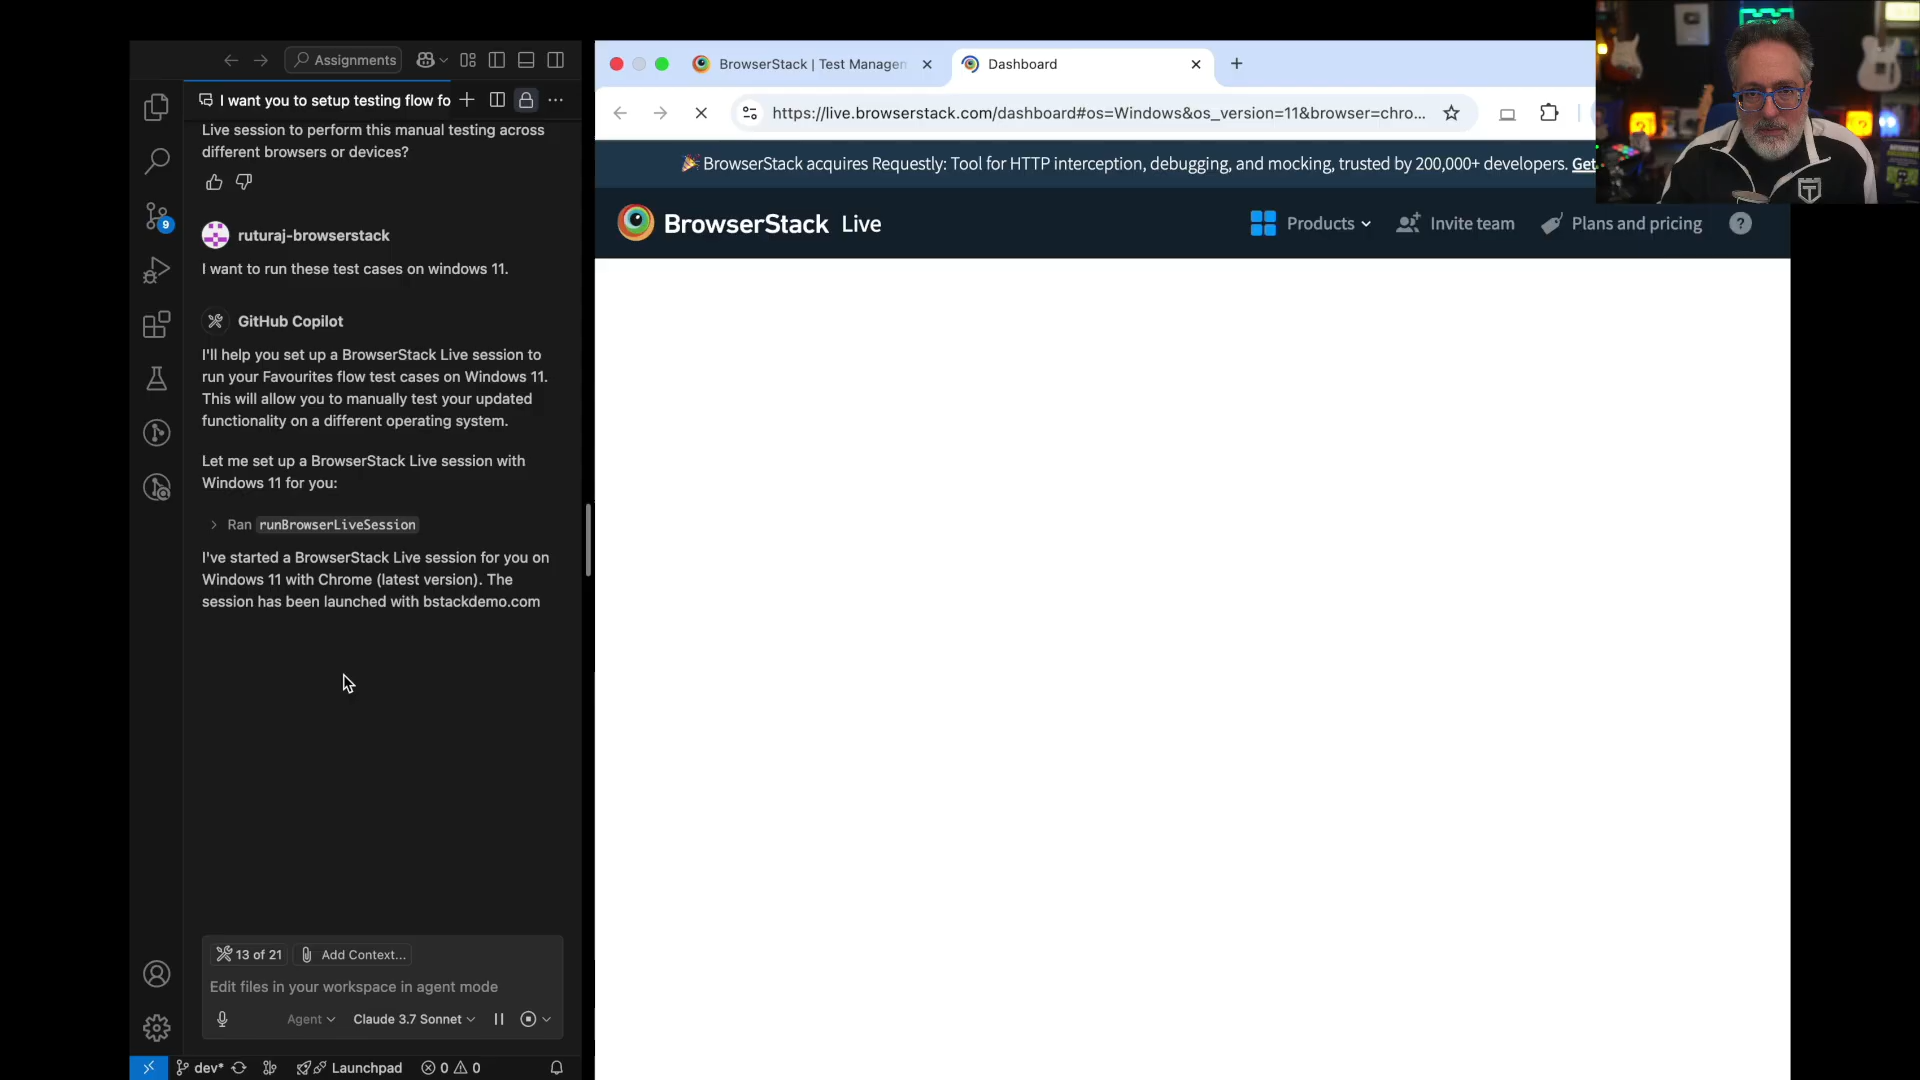 Assignments
I want you to setup testing flow fo
Live session to perform this manual testing across
different browsers or devices?
9
ruturaj-browserstack
I want to run these test cases on windows 11.
GitHub Copilot
I'll help you set up a BrowserStack Live session to
run your Favourites flow test cases on Windows 11.
This will allow you to manually test your updated
functionality on a different operating system.
Let me set up a BrowserStack Live session with
Windows 11 for you:
Ran runBrowserLiveSession
I've started a BrowserStack Live session for you on
Windows 11 with Chrome (latest version). The
session has been launched with bstackdemo.com
13 of 21
Add Context...
Edit files in your workspace in agent mode
Agent
Claude 3.7 Sonnet
dev*
Launchpad
0
0
BrowserStack | Test Managem
Dashboard
https://live.browserstack.com/dashboard#os=Windows&os_version=11&browser=chro...
BrowserStack acquires Requestly: Tool for HTTP interception, debugging, and mocking, trusted by 200,000+ developers. Get
BrowserStack Live
Products
Invite team
Plans and pricing
?